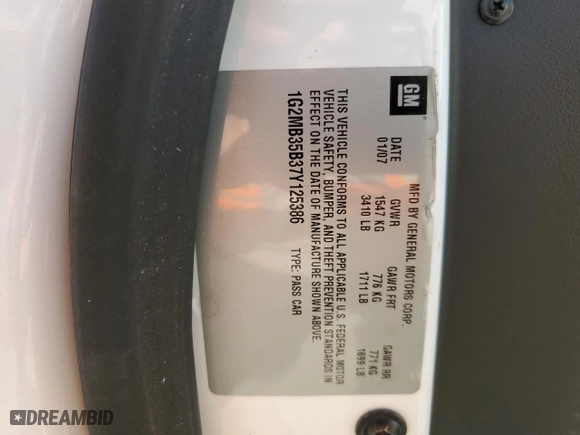 GM
MFD BY GENERAL MOTORS CORP.
DATE GVWR GAWR FRT GAWR RR
01/07 1547 KG 776 KG 771 KG
3410 LB 1711 LB 1699 LB
THIS VEHICLE CONFORMS TO ALL APPLICABLE U.S. FEDERAL MOTOR
VEHICLE SAFETY, BUMPER, AND THEFT PREVENTION STANDARDS IN
EFFECT ON THE DATE OF MANUFACTURE SHOWN ABOVE.
1G2MB35B37Y125386 TYPE: PASS CAR
DREAMBID